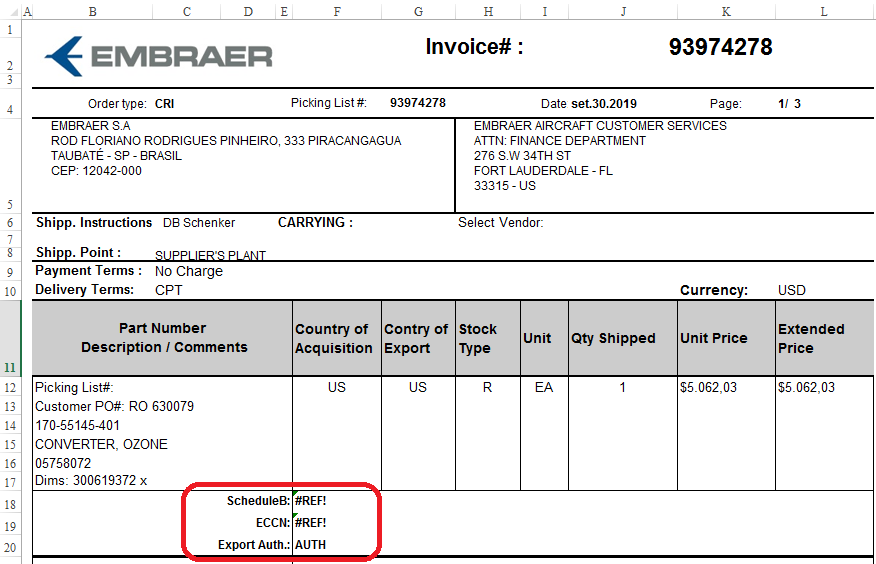 A B C D E F G H I J K L
1
EMBRAER Invoice# : 93974278
2
3
4 Order type: CRI Picking List #: 93974278 Date set.30.2019 Page: 1/ 3
EMBRAER S.A
ROD FLORIANO RODRIGUES PINHEIRO, 333 PIRACANGAGUA
TAUBATÉ - SP - BRASIL
CEP: 12042-000
EMBRAER AIRCRAFT CUSTOMER SERVICES
ATTN: FINANCE DEPARTMENT
276 S.W 34TH ST
FORT LAUDERDALE - FL
33315 - US
5
6 Shipp. Instructions DB Schenker CARRYING : Select Vendor:
7
8 Shipp. Point : SUPPLIER'S PLANT
9 Payment Terms : No Charge
10 Delivery Terms: CPT Currency: USD
Part Number
Description / Comments
Country of
Acquisition
Contry of
Export
Stock
Type
Unit
Qty Shipped
Unit Price
Extended
Price
11
12 Picking List#: US US R EA 1 $5.062,03 $5.062,03
13 Customer PO#: RO 630079
14 170-55145-401
15 CONVERTER, OZONE
16 05758072
17 Dims: 300619372 x
18 ScheduleB: #REF!
19 ECCN: #REF!
20 Export Auth.: AUTH